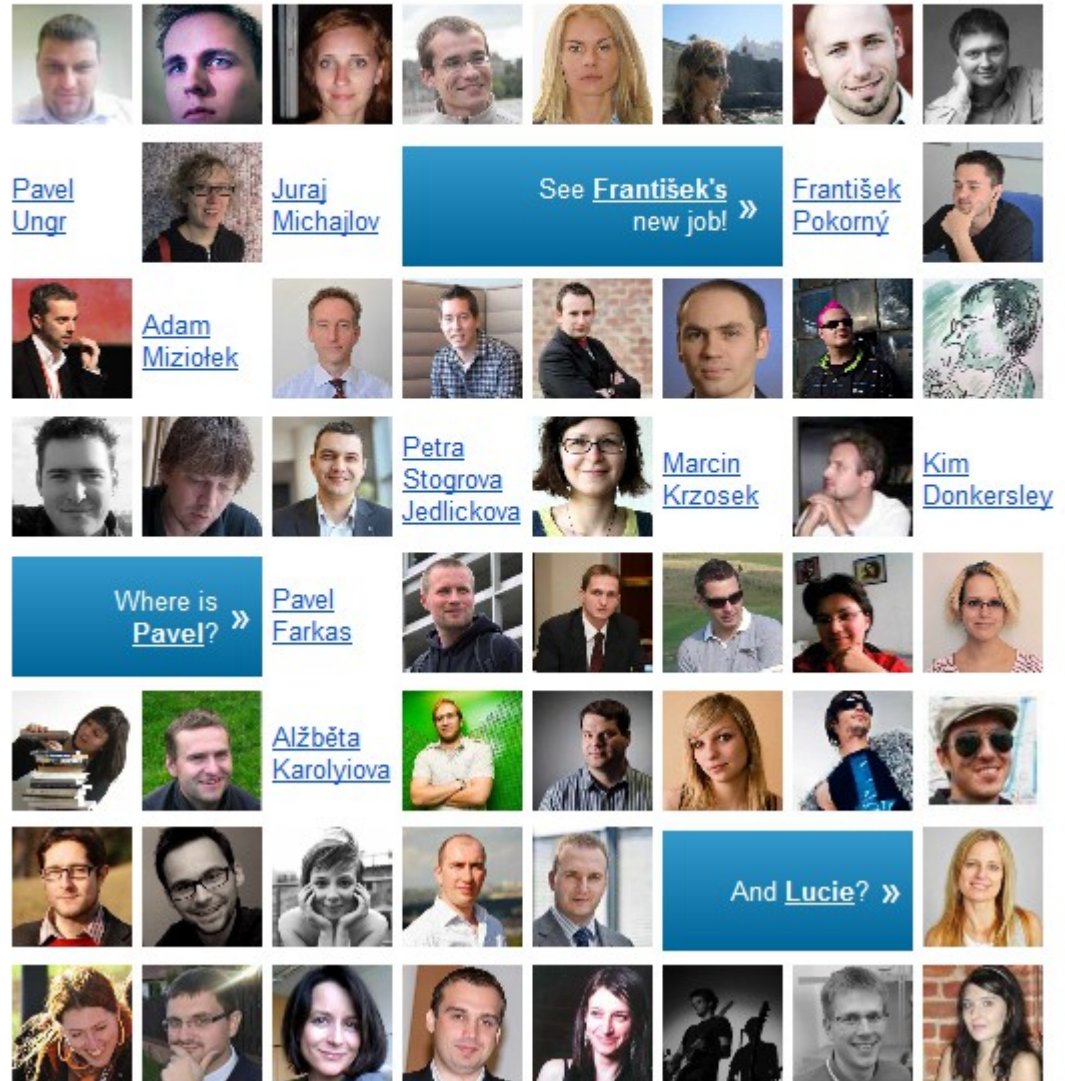 Pavel
Ungr
Juraj
Michajlov
See František's
new job! »
František
Pokorný
Adam
Miziołek
Petra
Stogrova
Jedlickova
Marcin
Krzosek
Kim
Donkersley
Where is
Pavel? »
Pavel
Farkas
Alžběta
Karolyiova
And Lucie? »